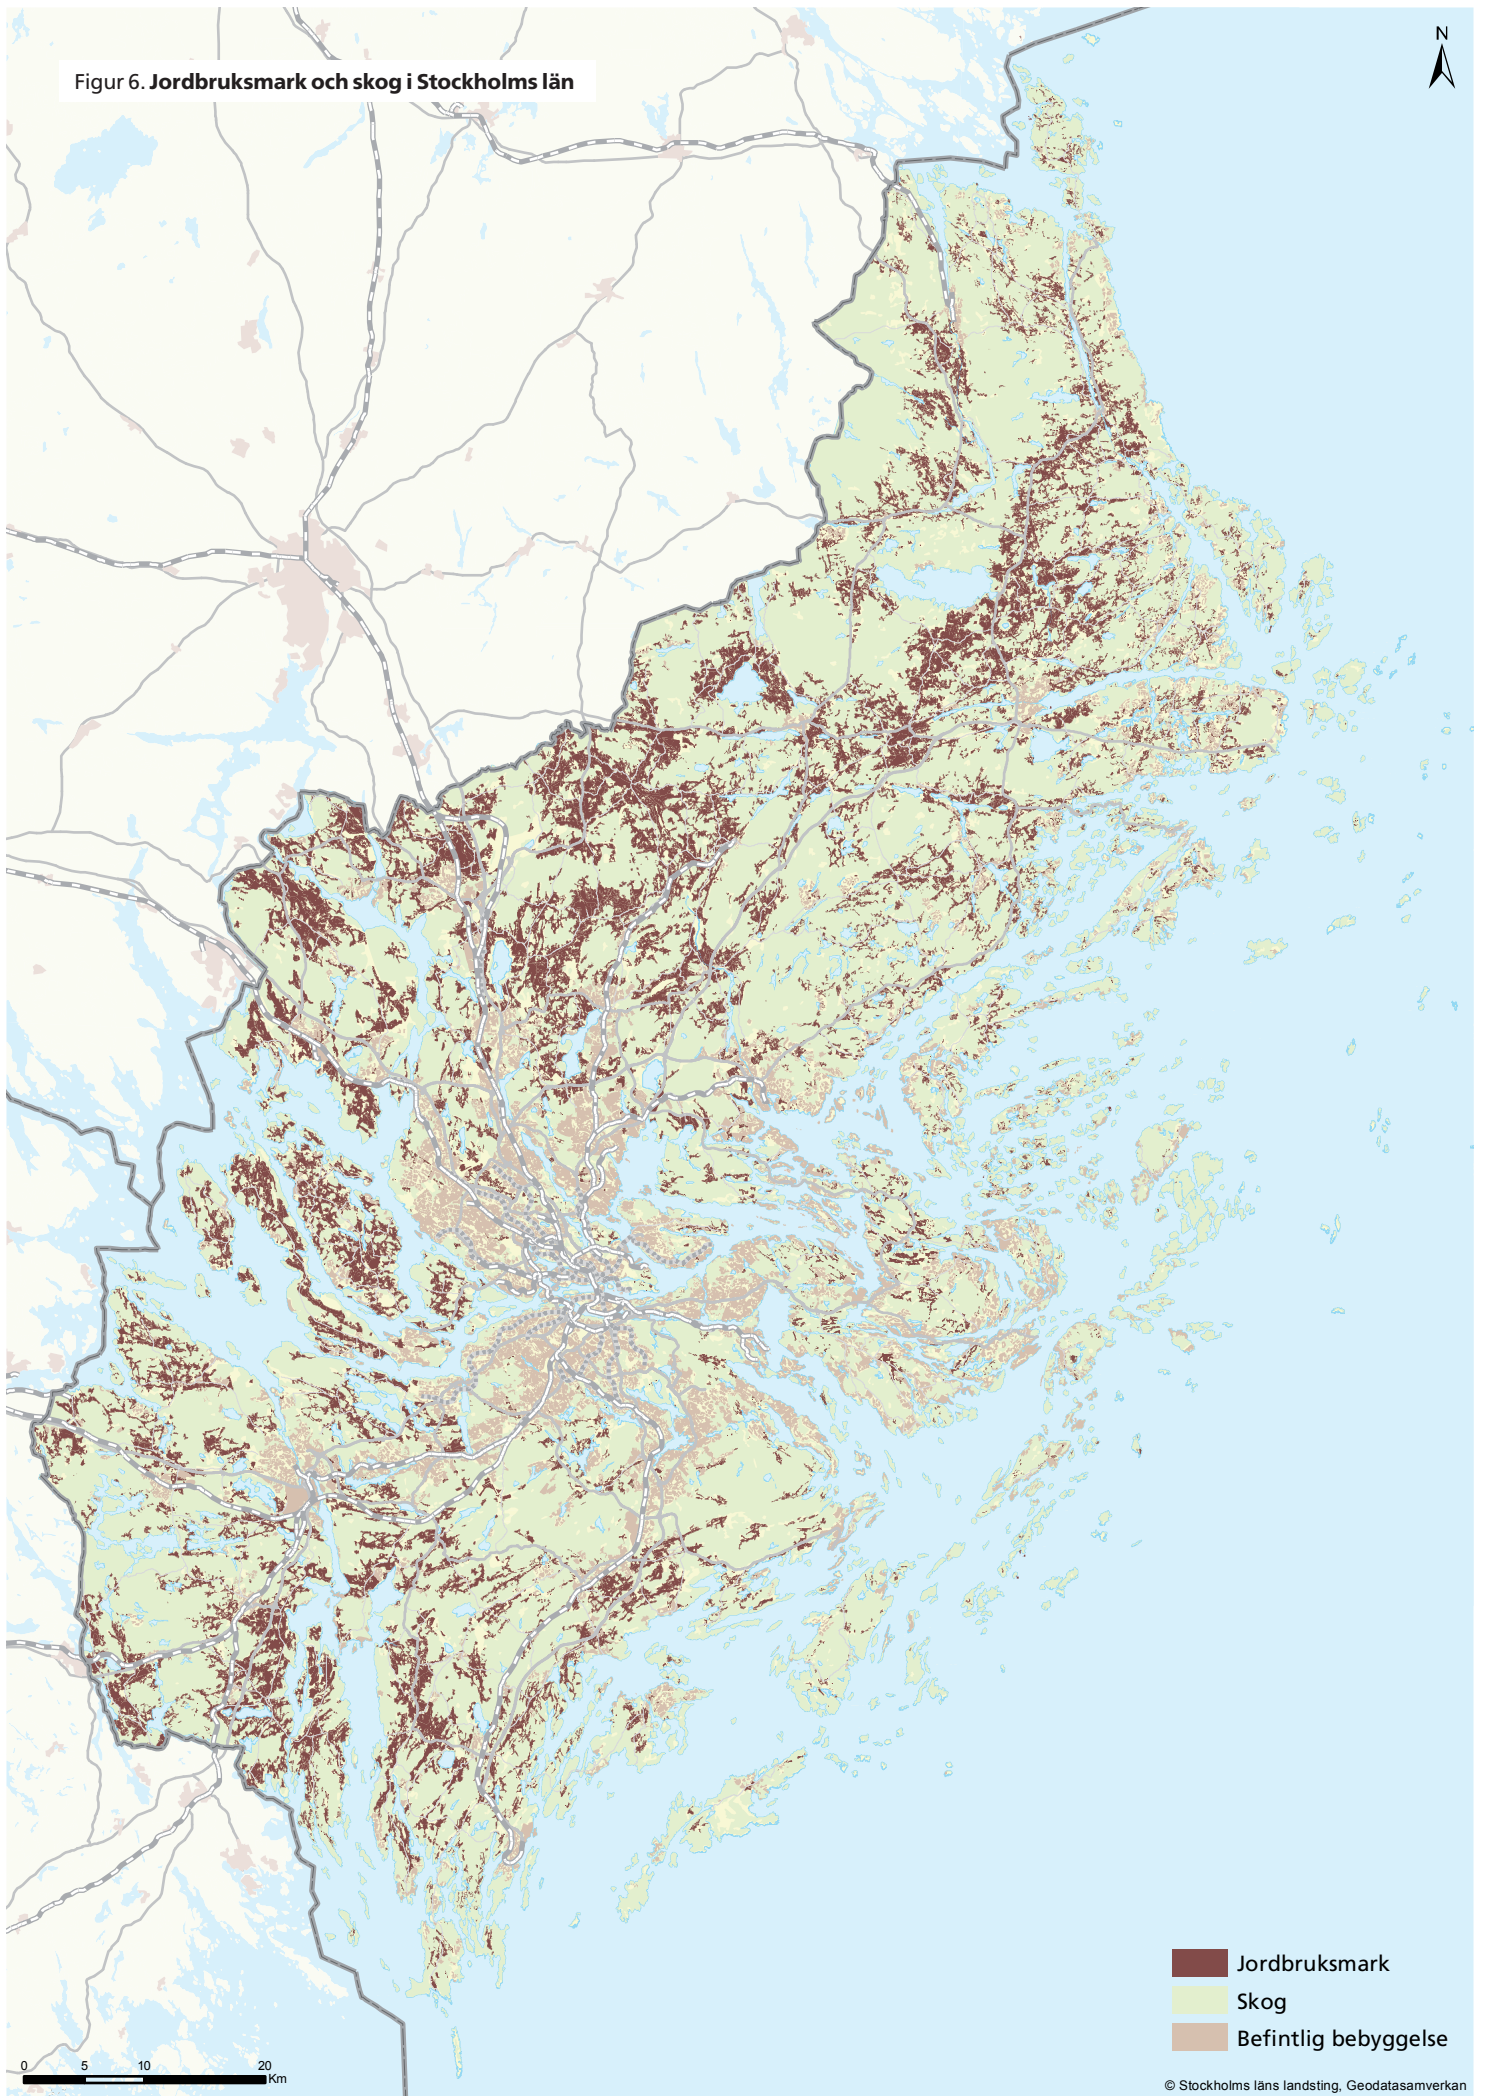 N
Figur 6. Jordbruksmark och skog i Stockholms län
Jordbruksmark
Skog
Befintlig bebyggelse
0 5 10 20
Km
© Stockholms läns landsting, Geodatasamverkan